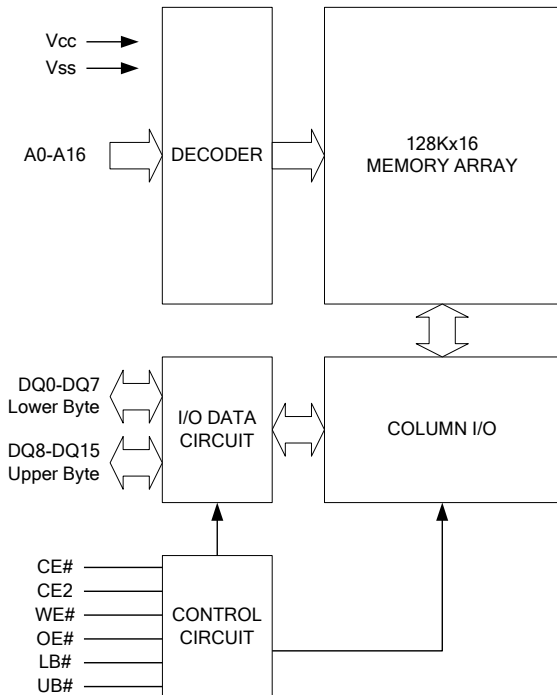 Vcc
Vss
A0-A16
DECODER
128Kx16
MEMORY ARRAY
DQ0-DQ7
Lower Byte
DQ8-DQ15
Upper Byte
I/O DATA
CIRCUIT
COLUMN I/O
CE#
CE2
WE#
OE#
LB#
UB#
CONTROL
CIRCUIT